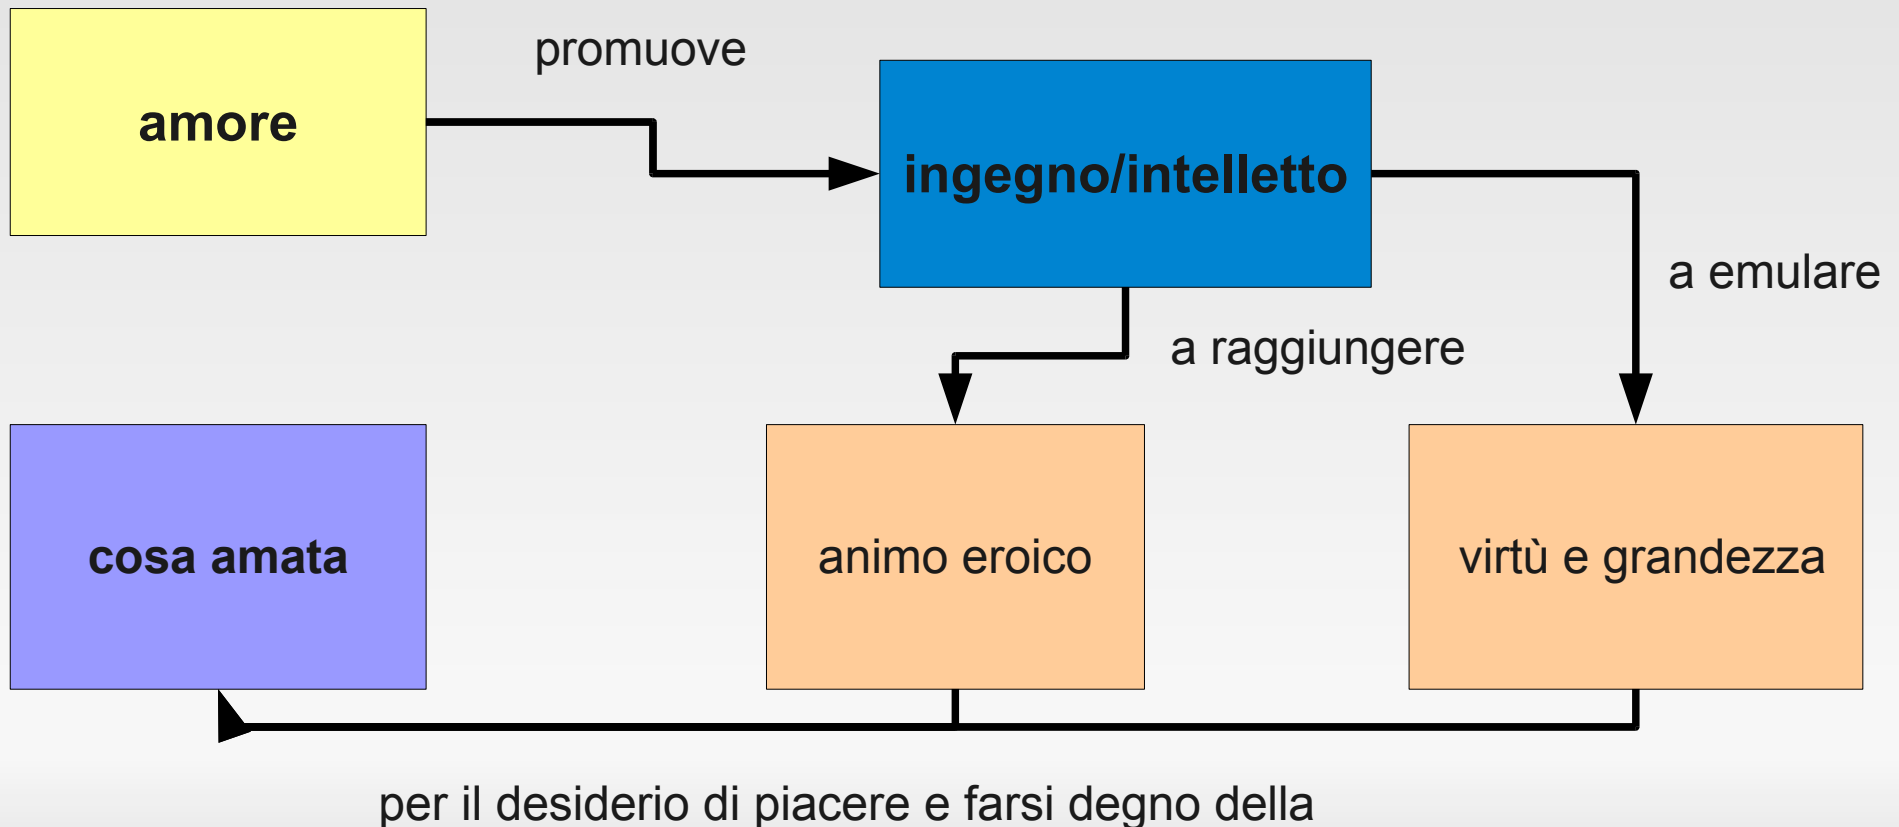 amore
promuove
ingegno/intelletto
a emulare
a raggiungere
animo eroico
virtù e grandezza
per il desiderio di piacere e farsi degno della
cosa amata